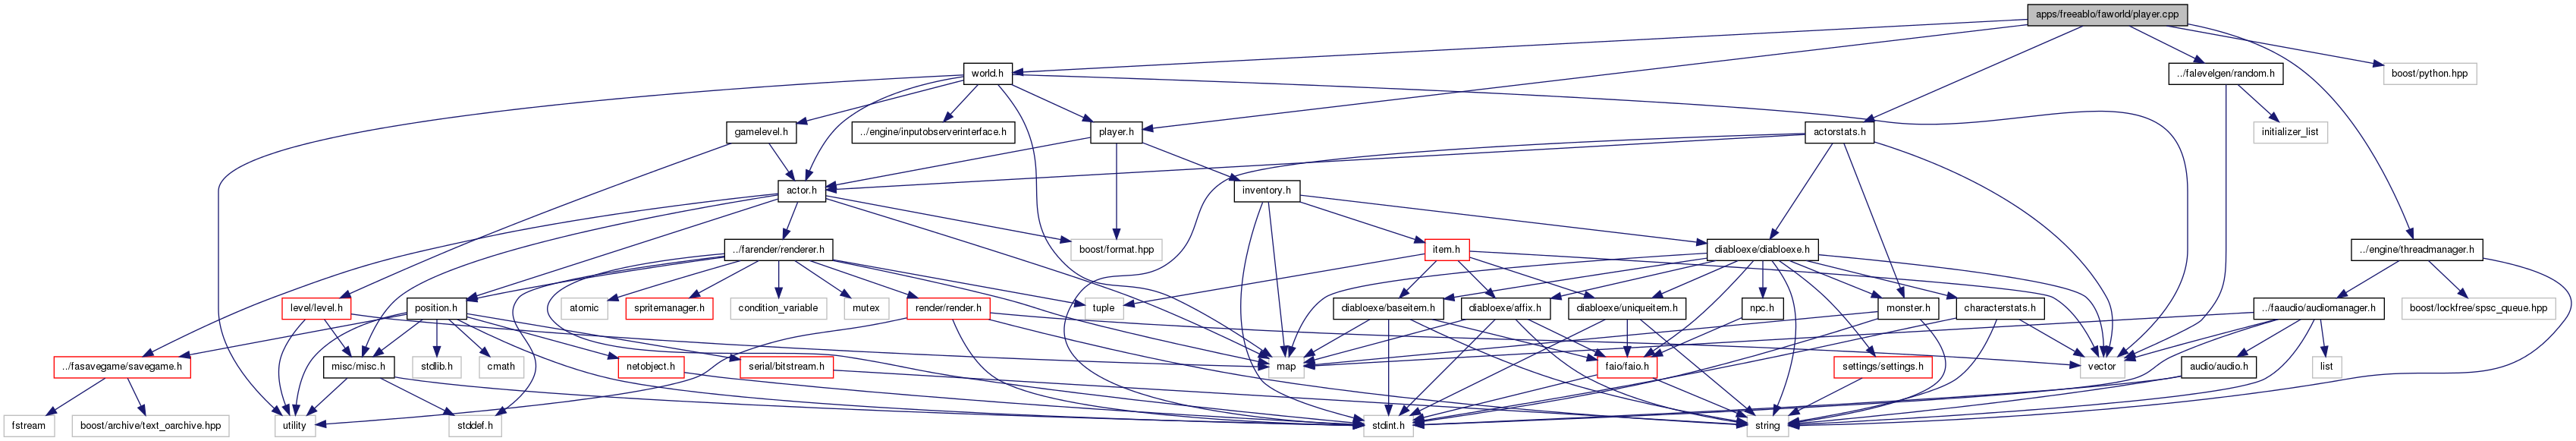 apps/freeablo/faworld/player.cpp
world.h
../falevelgen/random.h
boost/python.hpp
gamelevel.h
../engine/inputobserverinterface.h
player.h
actorstats.h
initializer_list
actor.h
inventory.h
../farender/renderer.h
boost/format.hpp
item.h
diabloexe/diabloexe.h
../engine/threadmanager.h
level/level.h
position.h
atomic
spritemanager.h
condition_variable
mutex
render/render.h
tuple
diabloexe/baseitem.h
diabloexe/affix.h
diabloexe/uniqueitem.h
npc.h
monster.h
characterstats.h
../faaudio/audiomanager.h
boost/lockfree/spsc_queue.hpp
../fasavegame/savegame.h
misc/misc.h
stdlib.h
cmath
netobject.h
serial/bitstream.h
map
faio/faio.h
settings/settings.h
vector
audio/audio.h
list
fstream
boost/archive/text_oarchive.hpp
utility
stddef.h
stdint.h
string